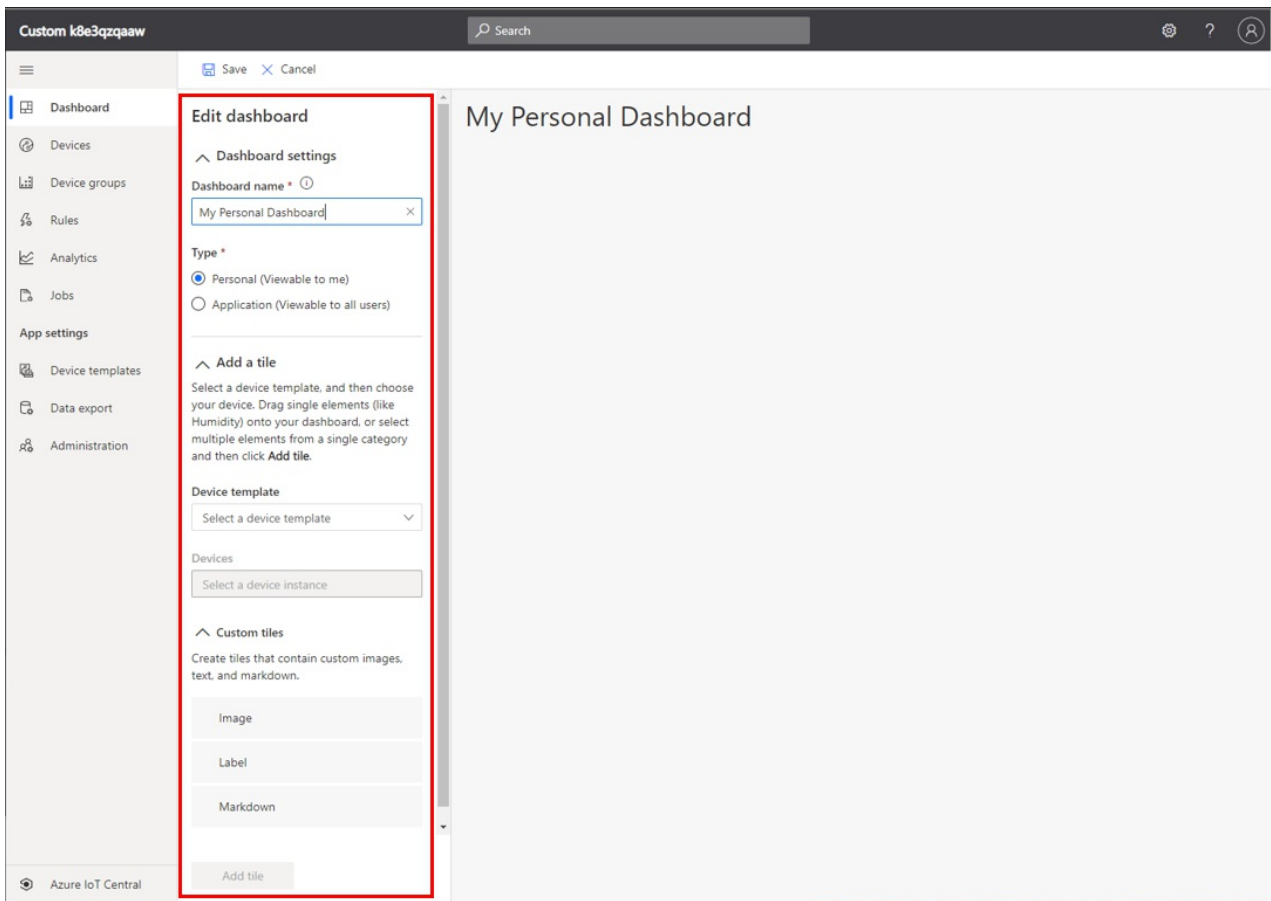 Custom k8e3qzqaaw
Search
?
Save
Cancel
Dashboard
Devices
Device groups
Rules
Analytics
Jobs
App settings
Device templates
Data export
Administration
Azure IoT Central
Edit dashboard
Dashboard settings
Dashboard name *
My Personal Dashboard
Type *
Personal (Viewable to me)
Application (Viewable to all users)
Add a tile
Select a device template, and then choose
your device. Drag single elements (like
Humidity) onto your dashboard, or select
multiple elements from a single category
and then click Add tile.
Device template
Select a device template
Devices
Select a device instance
Custom tiles
Create tiles that contain custom images,
text, and markdown.
Image
Label
Markdown
Add tile
My Personal Dashboard